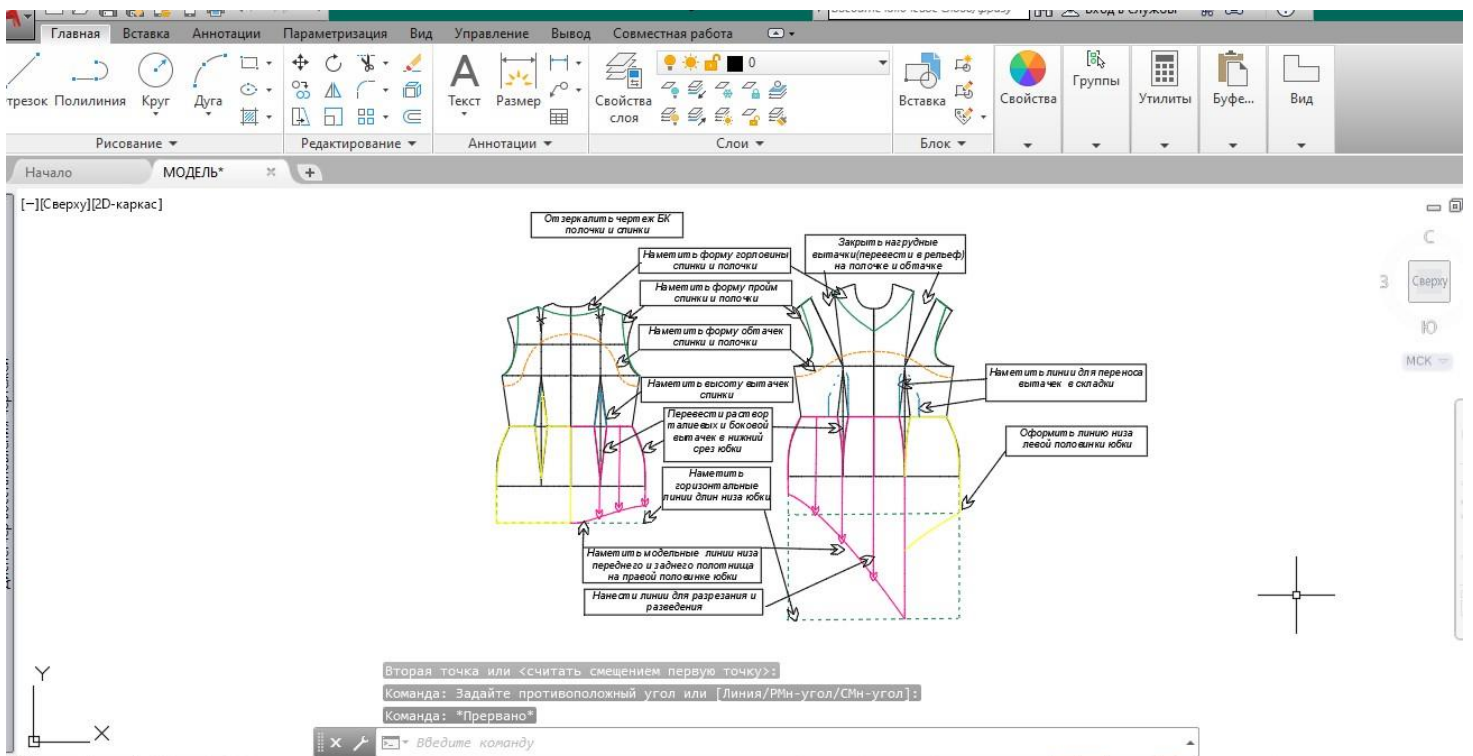 Главная Вставка Аннотации Параметризация Вид Управление Вывод Совместная работа
Полилиния Круг Дуга
Текст Размер
Свойства
слоя
0
Вставка
Свойства
Группы
Утилиты
Буфе...
Вид
Рисование
Редактирование
Аннотации
Слои
Блок
Начало
МОДЕЛЬ*
[−][Сверху][2D-каркас]
С
З
Сверху
Ю
МСК
Отзеркалить чертеж БК
полочки и спинки
Наметить форму горловины
спинки и полочки
Закрыть нагрудные
вытачки(перевести в рельеф)
на полочке и обтачке
Наметить форму пройм
спинки и полочки
Наметить форму обтачек
спинки и полочки
Наметить линии для переноса
вытачек в складки
Наметить высоту вытачек
спинки
Перевести раствор
талиевых и боковой
вытачек в нижний
срез юбки
Оформить линию низа
левой половинки юбки
Наметить
горизонтальные
линии длин низа юбки
Наметить модельные линии низа
переднего и заднего полотнища
на правой половинке юбки
Нанести линии для разрезания и
разведения
Вторая точка или <считать смещением первую точку>:
Команда: Задайте противоположный угол или [Линия/РМн-угол/СМн-угол]:
Команда: *Прервано*
Y
X
Введите команду